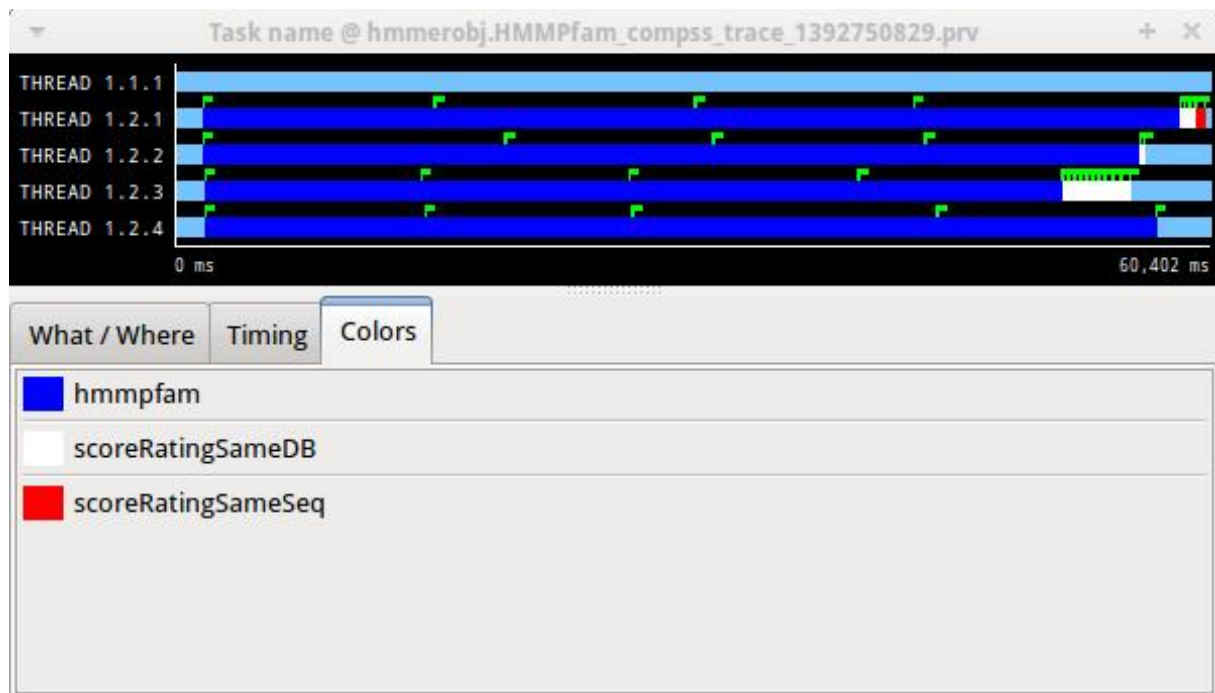 Task name @ hmmerobj.HMMPfam_compss_trace_1392750829.prv
THREAD 1.1.1
THREAD 1.2.1
THREAD 1.2.2
THREAD 1.2.3
THREAD 1.2.4
0 ms 60,402 ms
What / Where Timing Colors
hmmpfam
scoreRatingSameDB
scoreRatingSameSeq